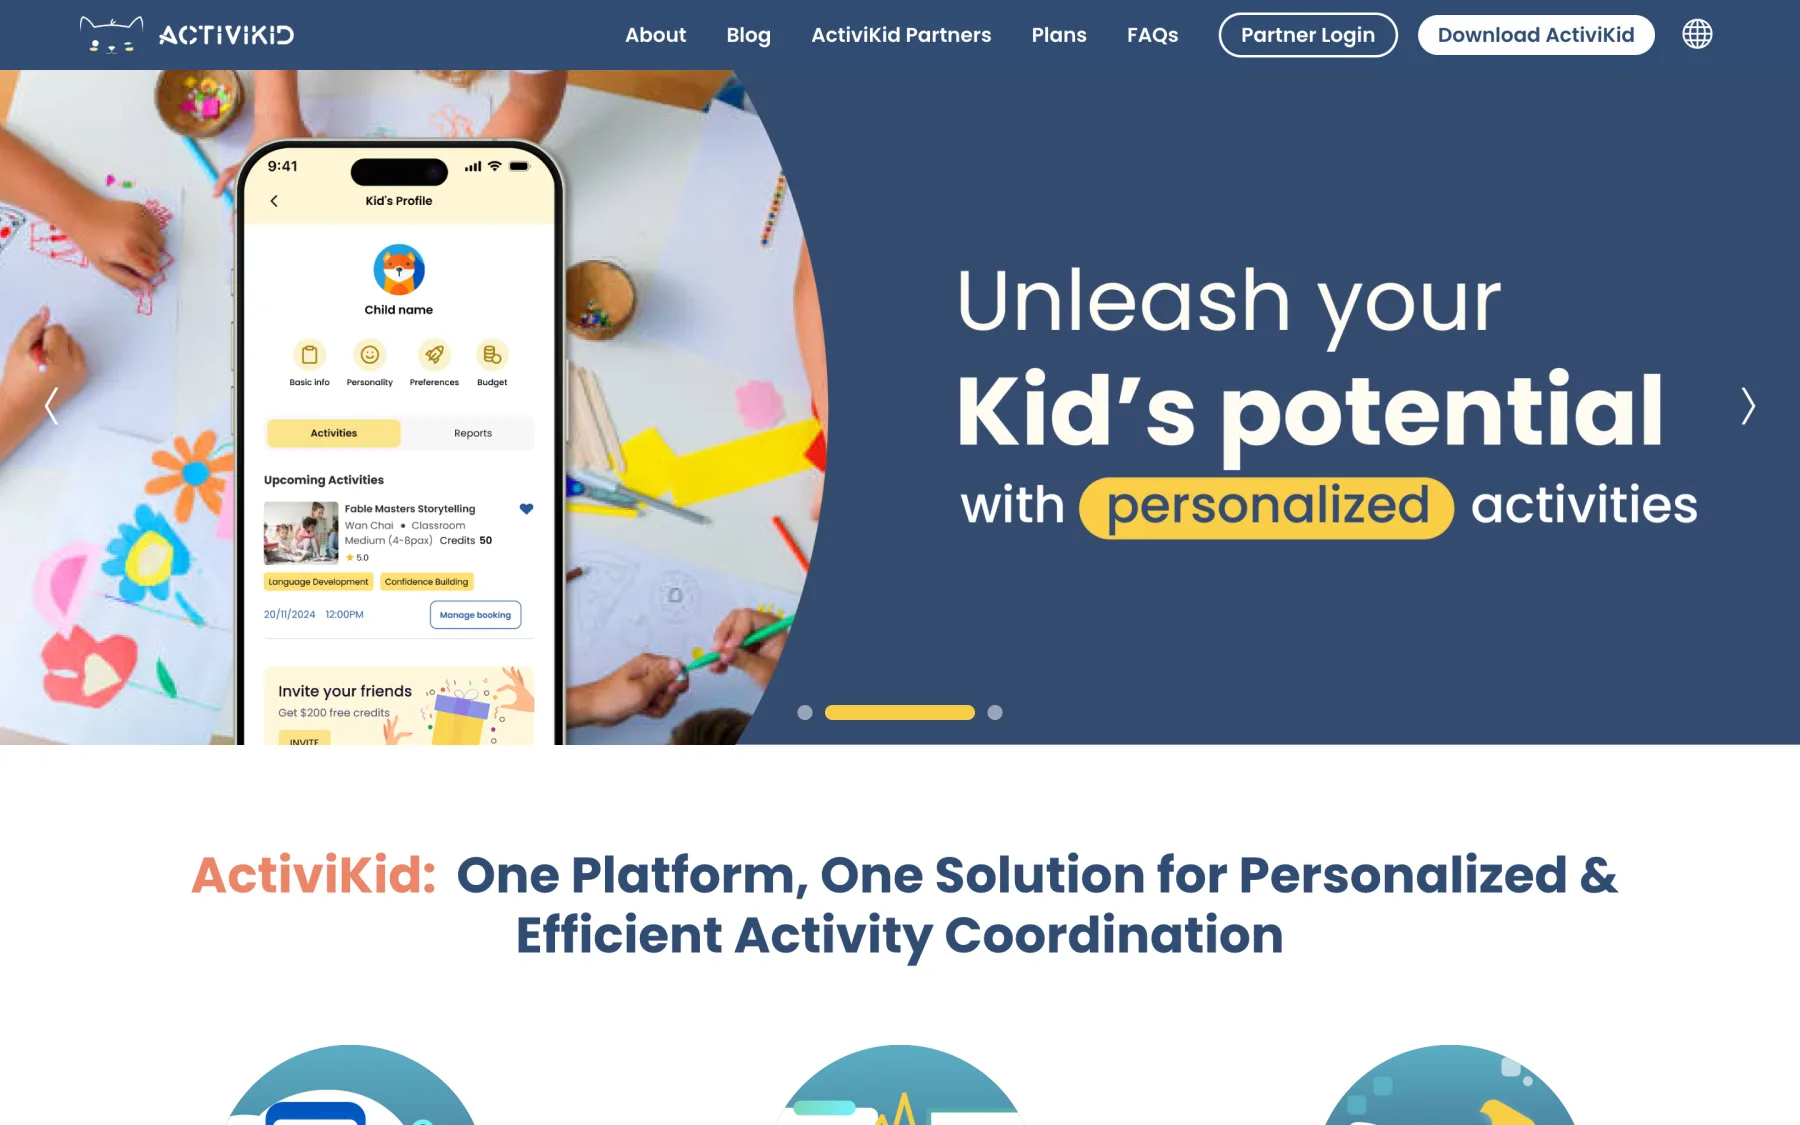 ACTIVIKID
About
Blog
ActiviKid Partners
Plans
FAQs
Partner Login
Download ActiviKid
9:41
Kid's Profile
Child name
Basic info
Personality
Preferences
Budget
Activities
Reports
Upcoming Activities
Fable Masters Storytelling
Wan Chai • Classroom
Medium (4-8pax) Credits 50
5.0
Language Development
Confidence Building
20/11/2024 12:00PM
Manage booking
Invite your friends
Get $200 free credits
INVITE
Unleash your
Kid’s potential
with personalized activities
ActiviKid: One Platform, One Solution for Personalized &
Efficient Activity Coordination